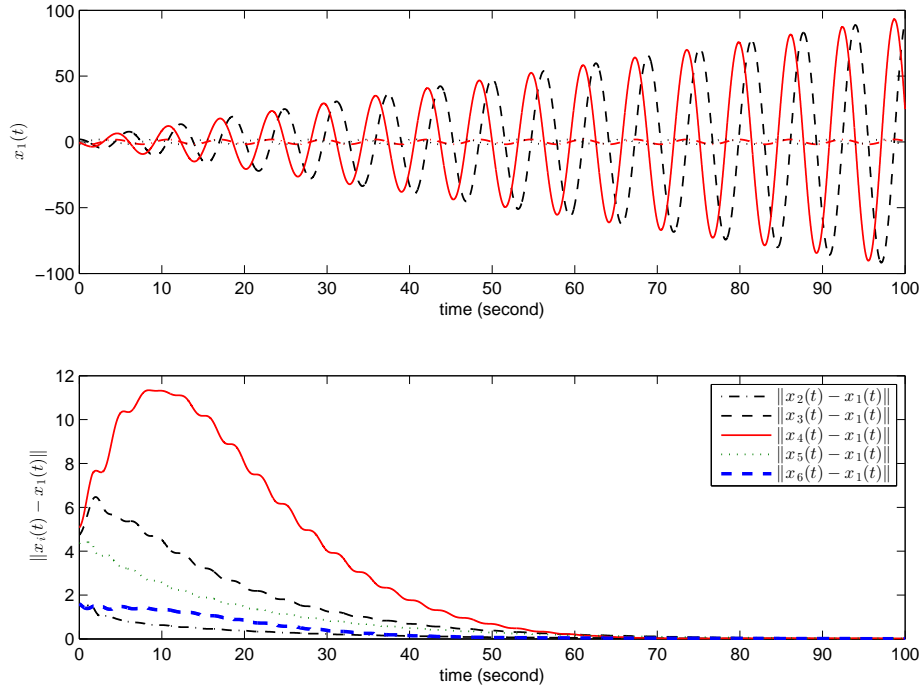 100
50
0
−50
−100
x₁(t)
0 10 20 30 40 50 60 70 80 90 100
time (second)
12
10
8
6
4
2
0
‖xᵢ(t) − x₁(t)‖
‖x₂(t) − x₁(t)‖
‖x₃(t) − x₁(t)‖
‖x₄(t) − x₁(t)‖
‖x₅(t) − x₁(t)‖
‖x₆(t) − x₁(t)‖
0 10 20 30 40 50 60 70 80 90 100
time (second)